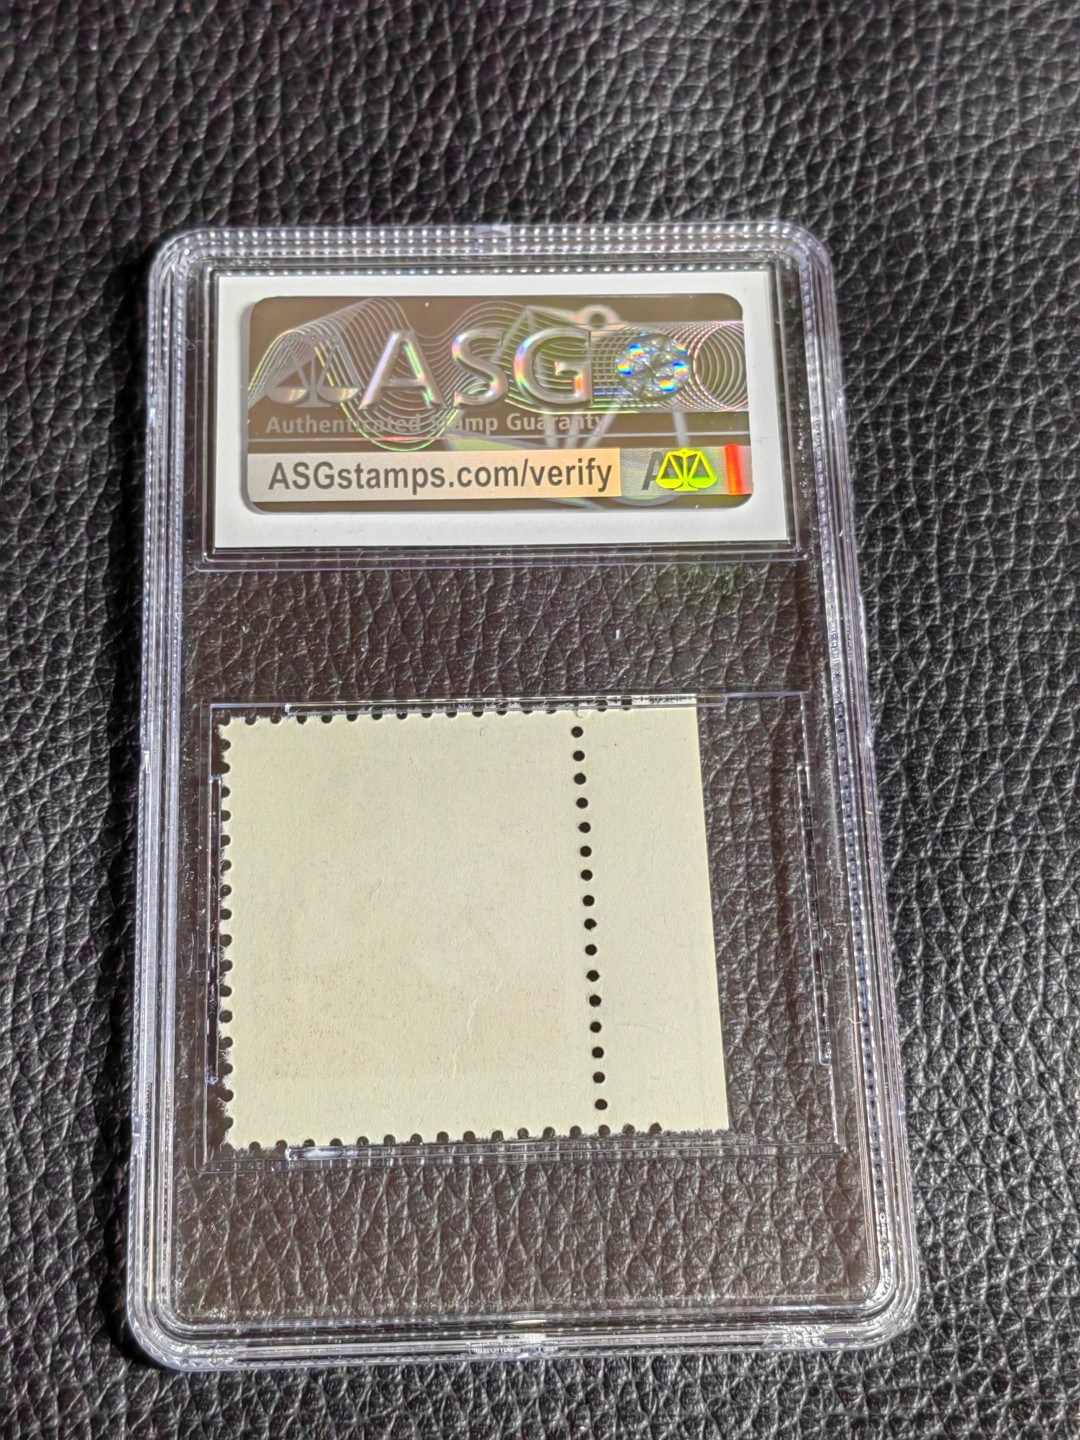 ASG
Authenticated Stamp Guaranty
ASGstamps.com/verify
A